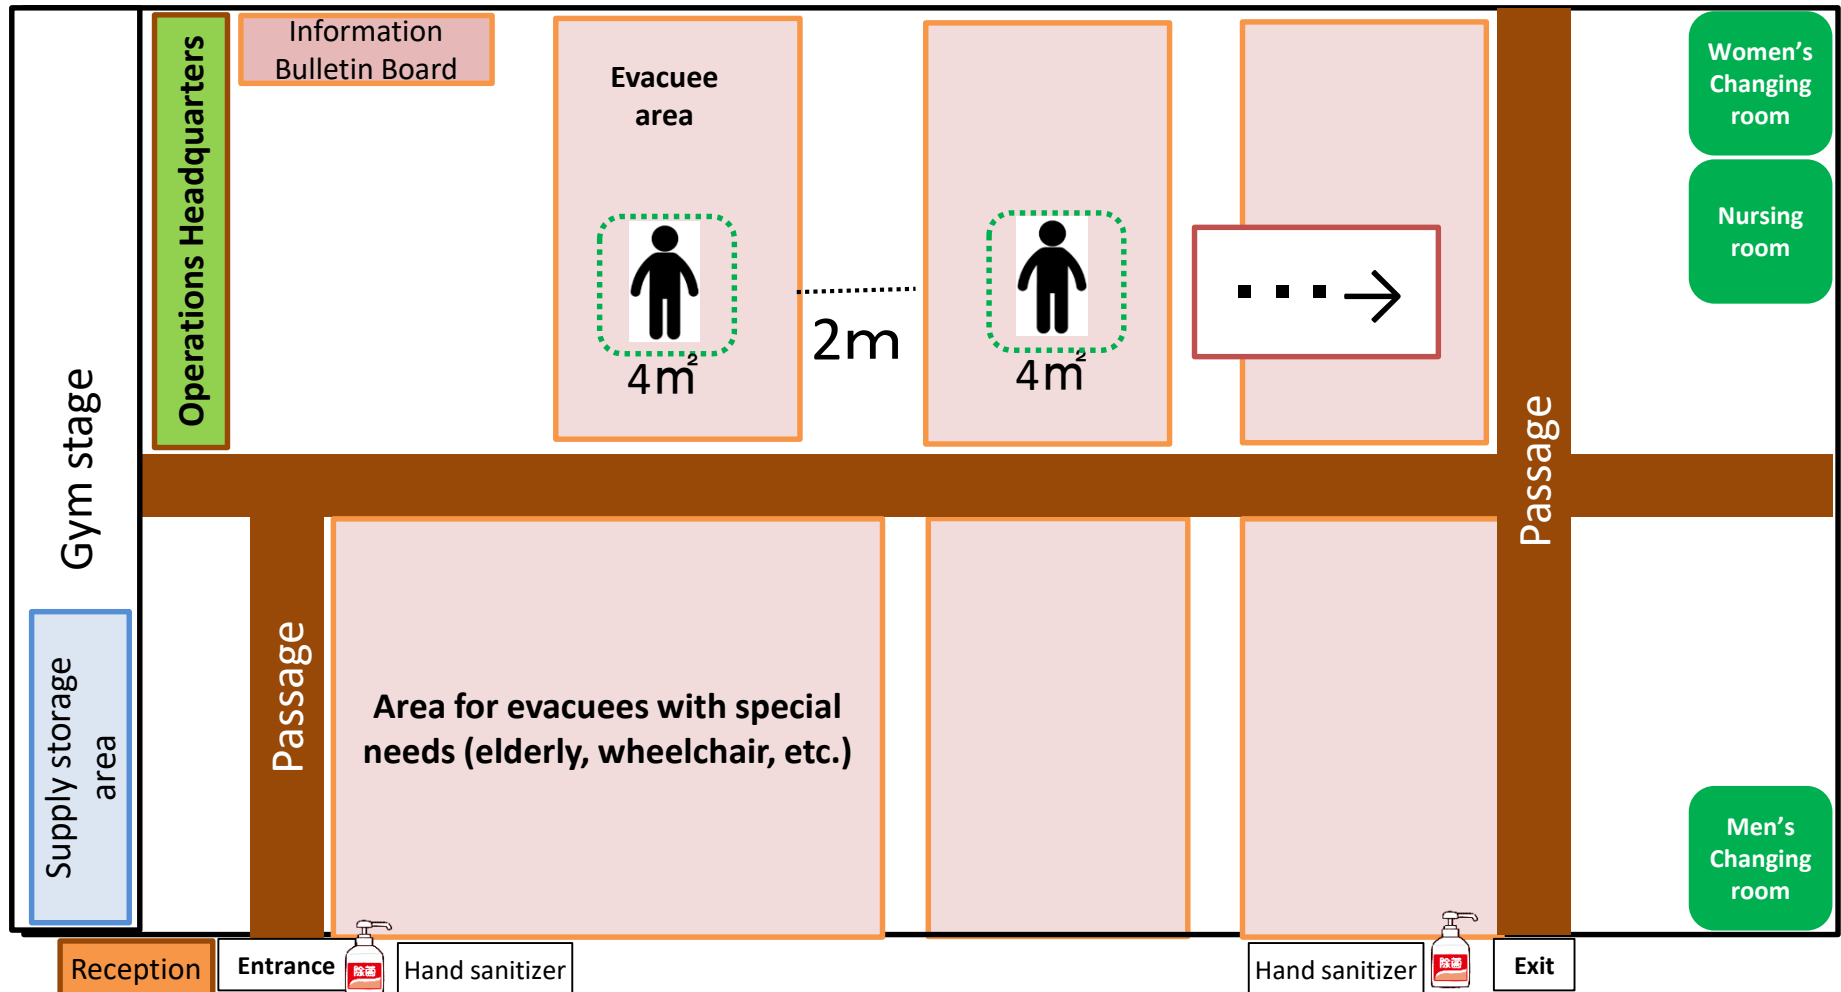 Information
Bulletin Board
Operations Headquarters
Evacuee
area
4m²
2m
4m²
Women's
Changing
room
Nursing
room
Gym stage
Passage
Supply storage
area
Passage
Area for evacuees with special
needs (elderly, wheelchair, etc.)
Men's
Changing
room
Reception
Entrance
除菌
Hand sanitizer
Hand sanitizer
除菌
Exit